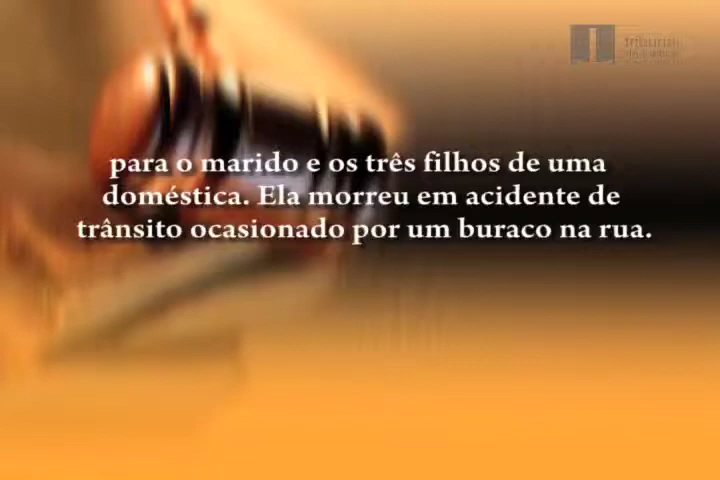 para o marido e os três filhos de uma
doméstica. Ela morreu em acidente de
trânsito ocasionado por um buraco na rua.